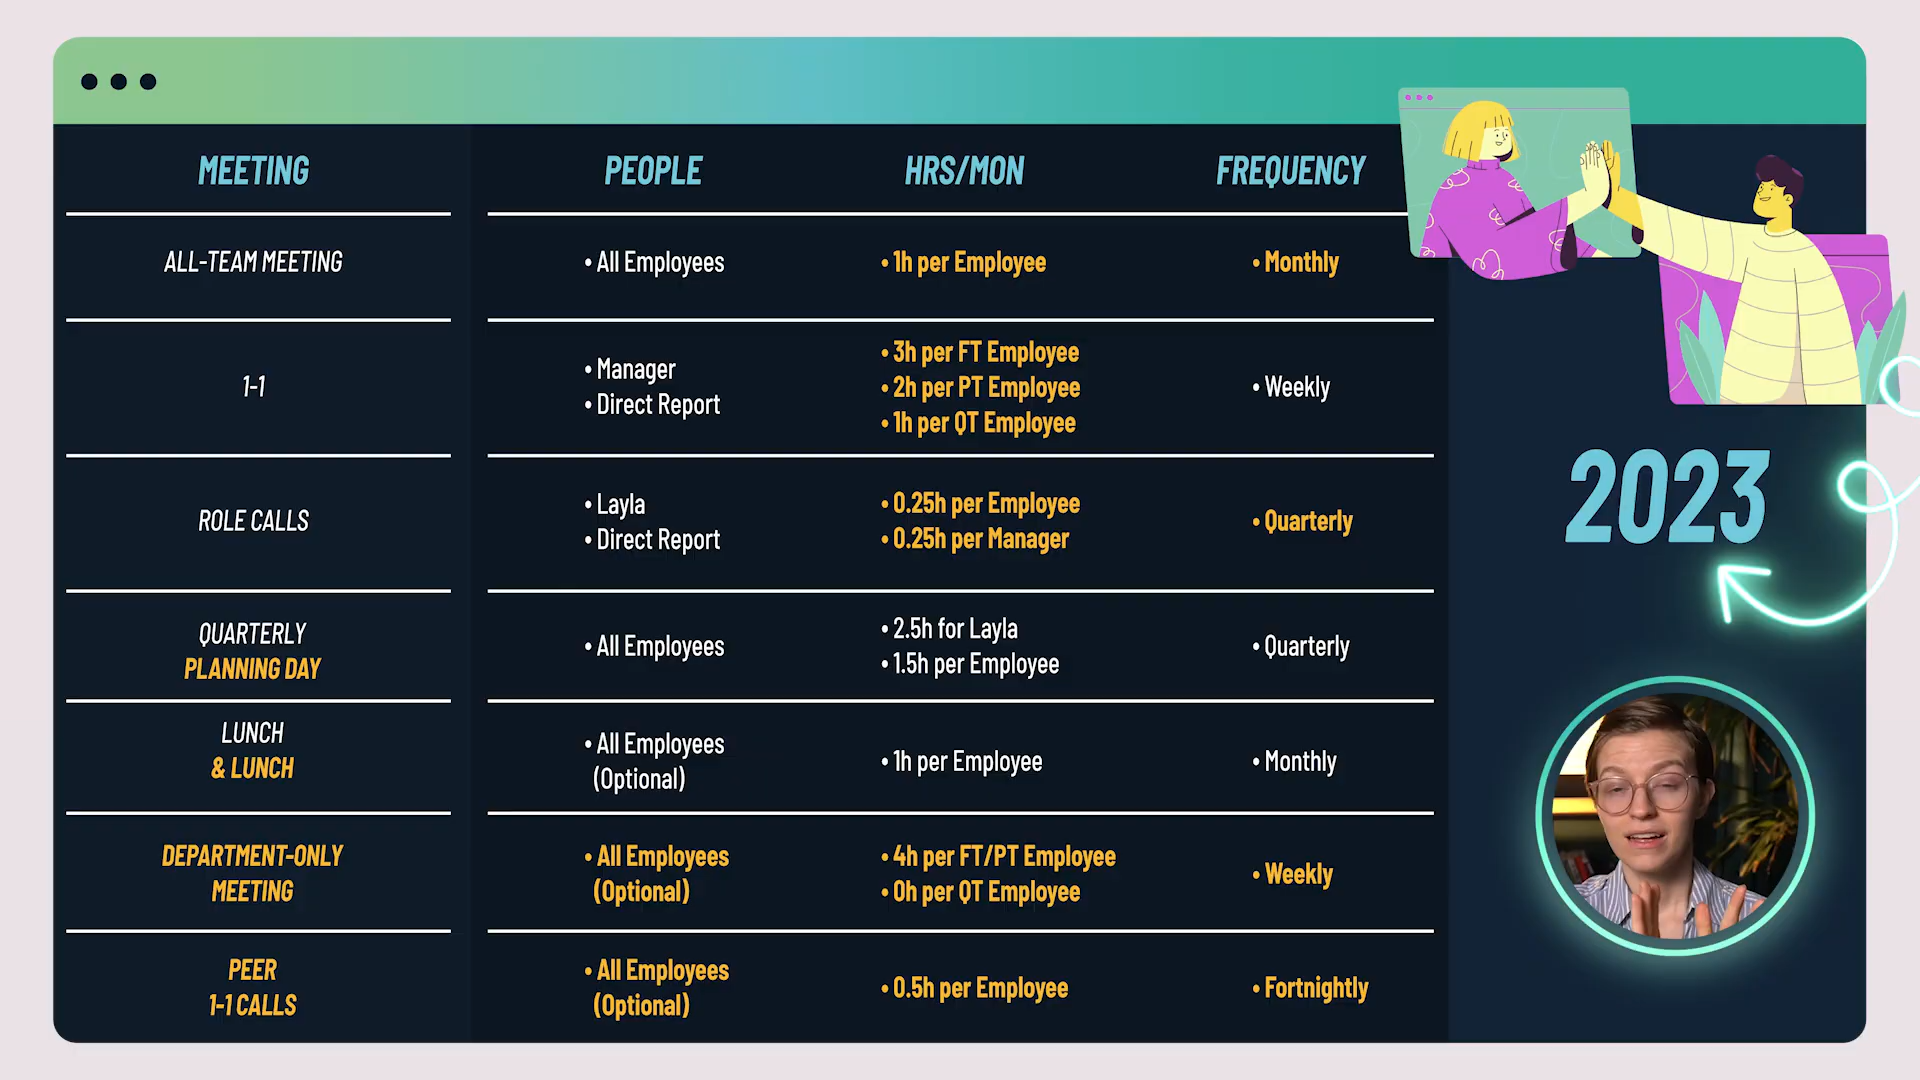 MEETING
PEOPLE
HRS/MON
FREQUENCY
ALL-TEAM MEETING
• All Employees
• 1h per Employee
• Monthly
1-1
• Manager
• Direct Report
• 3h per FT Employee
• 2h per PT Employee
• 1h per QT Employee
• Weekly
ROLE CALLS
• Layla
• Direct Report
• 0.25h per Employee
• 0.25h per Manager
• Quarterly
QUARTERLY
PLANNING DAY
• All Employees
• 2.5h for Layla
• 1.5h per Employee
• Quarterly
LUNCH
& LUNCH
• All Employees
(Optional)
• 1h per Employee
• Monthly
DEPARTMENT-ONLY
MEETING
• All Employees
(Optional)
• 4h per FT/PT Employee
• 0h per QT Employee
• Weekly
PEER
1-1 CALLS
• All Employees
(Optional)
• 0.5h per Employee
• Fortnightly
2023